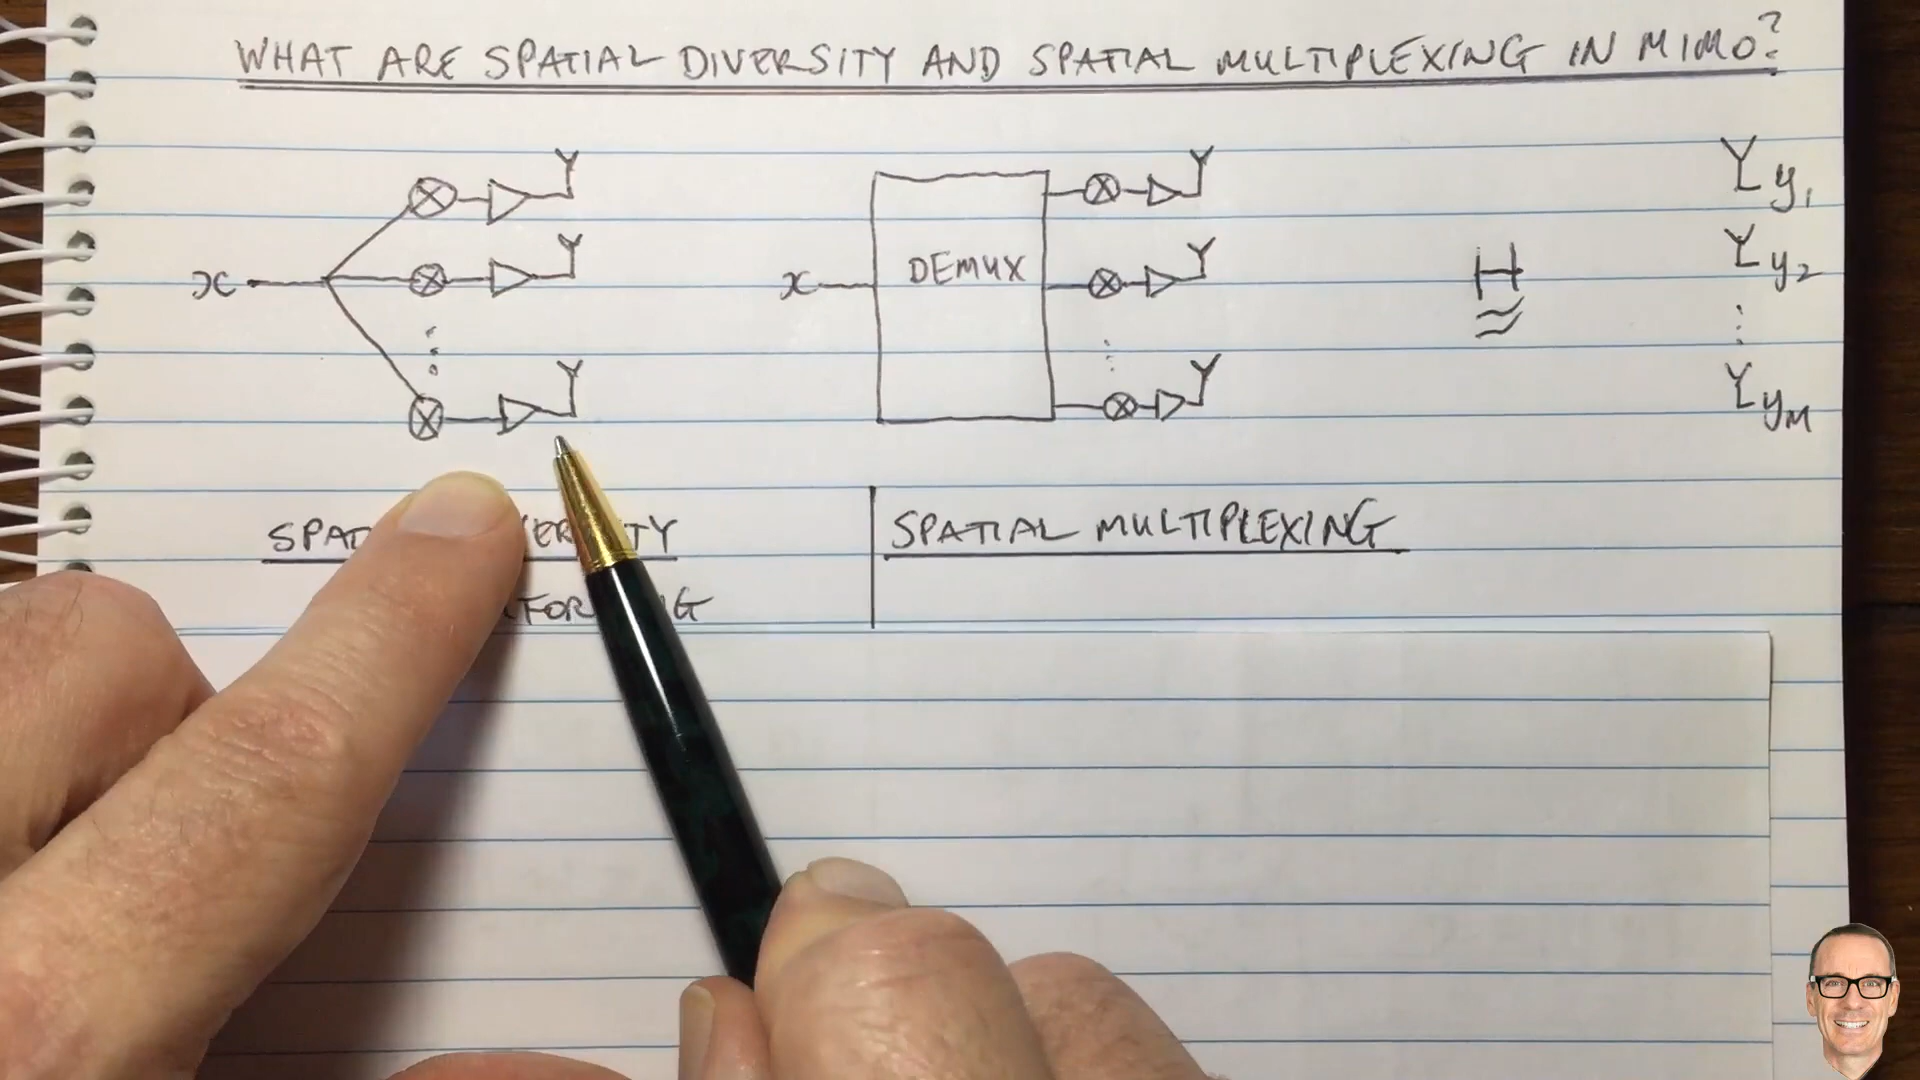 WHAT ARE SPATIAL DIVERSITY AND SPATIAL MULTIPLEXING IN MIMO?
x
x
DEMUX
H
y1
y2
yM
SPATIAL MULTIPLEXING